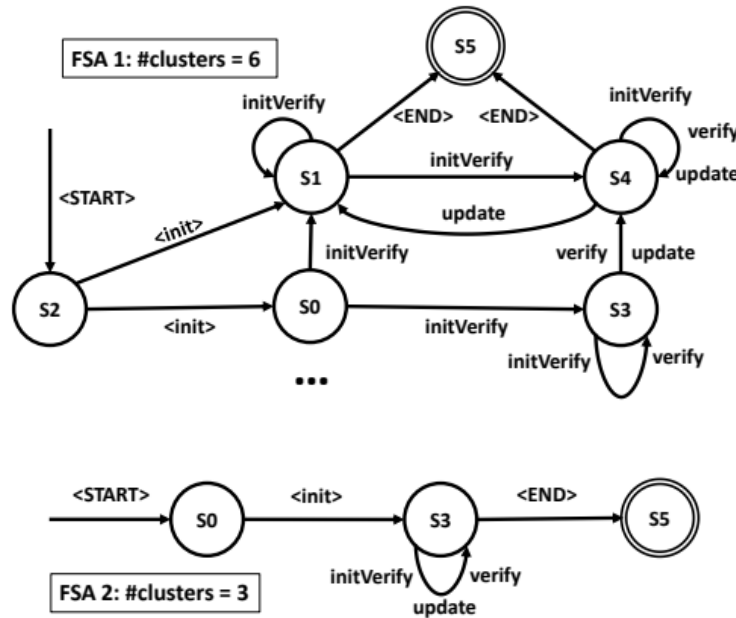 S5
FSA 1: #clusters = 6
initVerify
initVerify
<END>
<END>
verify
S1
initVerify
S4
update
<START>
<init>
update
initVerify
verify
update
S2
S0
S3
<init>
initVerify
initVerify
verify
...
<START>
<init>
<END>
S0
S3
S5
initVerify
verify
update
FSA 2: #clusters = 3